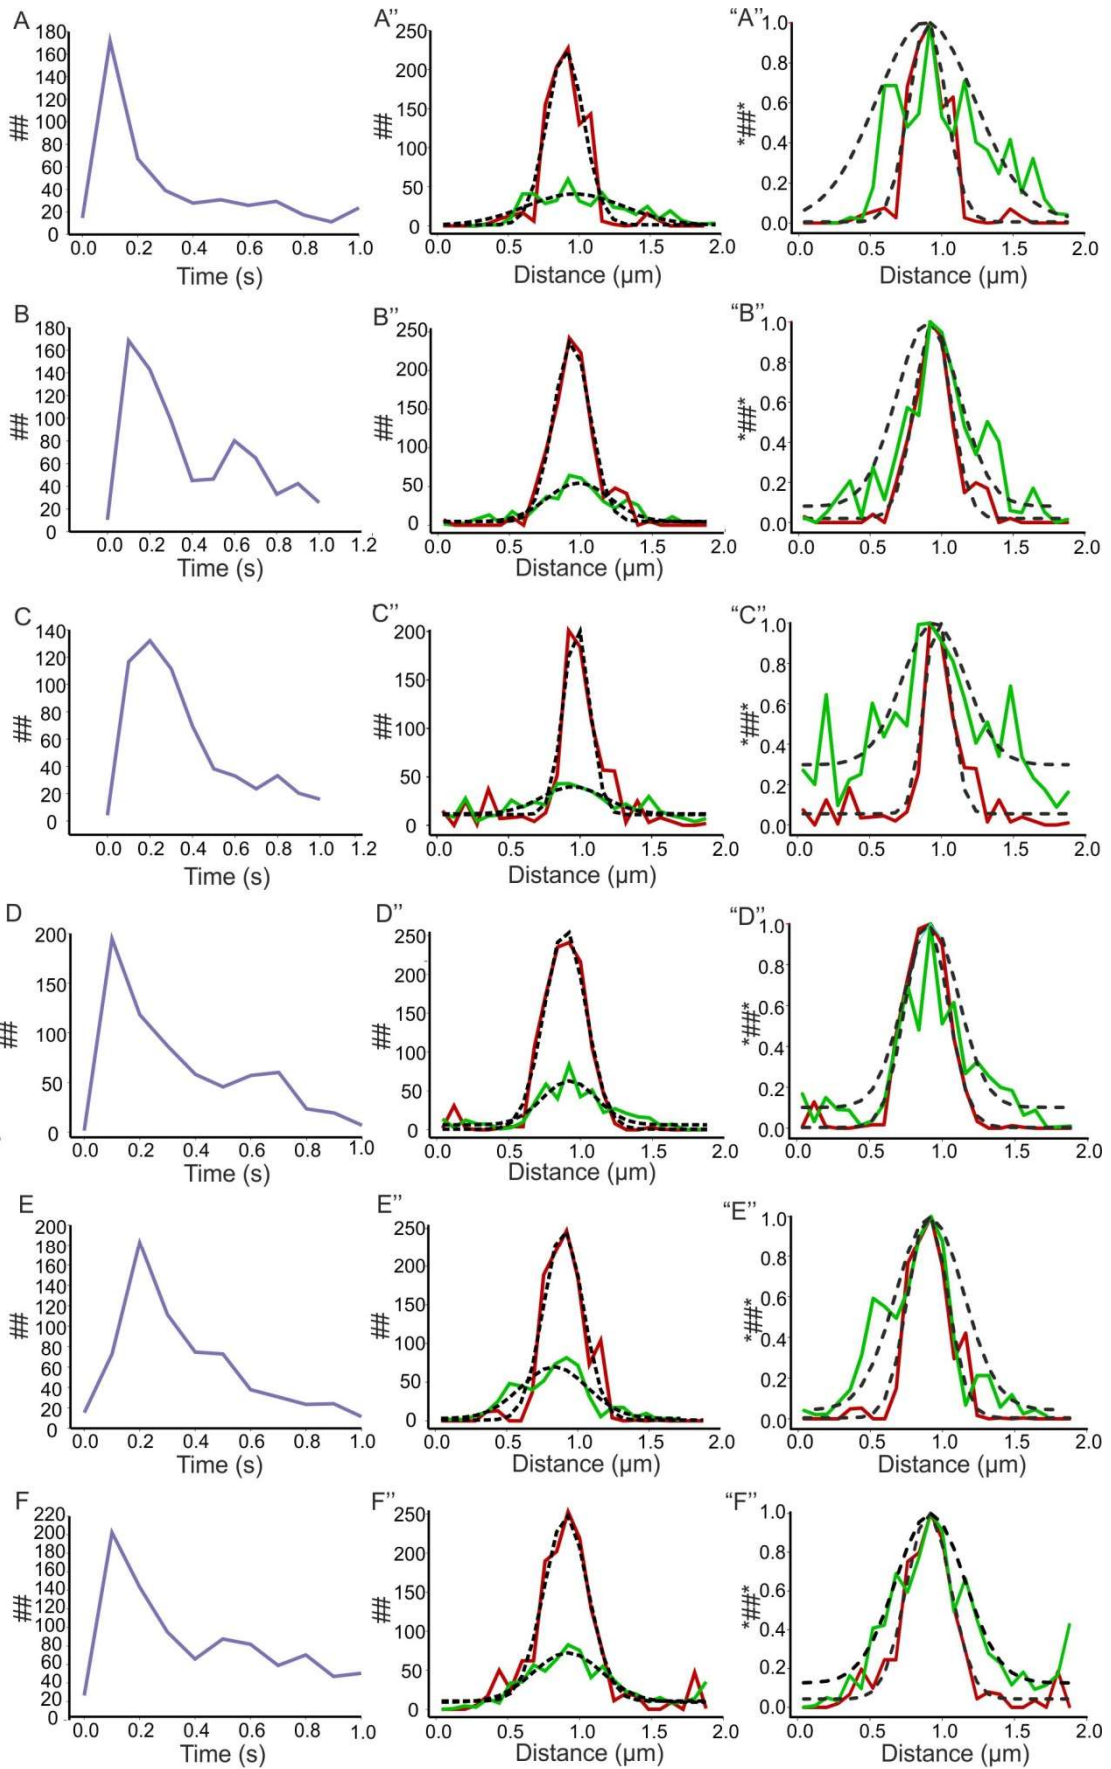 A
180
160
140
120
100
80
60
40
20
0
##
0.0 0.2 0.4 0.6 0.8 1.0
Time (s)
A’’
250
200
150
100
50
0
##
0.0 0.5 1.0 1.5 2.0
Distance (µm)
“A’’
1.0
0.8
0.6
0.4
0.2
0.0
*##*
0.0 0.5 1.0 1.5 2.0
Distance (µm)
B
180
160
140
120
100
80
60
40
20
0
##
0.0 0.2 0.4 0.6 0.8 1.0 1.2
Time (s)
B’’
250
200
150
100
50
0
##
0.0 0.5 1.0 1.5 2.0
Distance (µm)
“B’’
1.0
0.8
0.6
0.4
0.2
0.0
*##*
0.0 0.5 1.0 1.5 2.0
Distance (µm)
C
140
120
100
80
60
40
20
0
##
0.0 0.2 0.4 0.6 0.8 1.0 1.2
Time (s)
C’’
200
150
100
50
0
##
0.0 0.5 1.0 1.5 2.0
Distance (µm)
“C’’
1.0
0.8
0.6
0.4
0.2
0.0
*##*
0.0 0.5 1.0 1.5 2.0
Distance (µm)
D
200
150
100
50
0
##
0.0 0.2 0.4 0.6 0.8 1.0
Time (s)
D’’
250
200
150
100
50
0
##
0.0 0.5 1.0 1.5 2.0
Distance (µm)
“D’’
1.0
0.8
0.6
0.4
0.2
0.0
*##*
0.0 0.5 1.0 1.5 2.0
Distance (µm)
E
200
180
160
140
120
100
80
60
40
20
0
##
0.0 0.2 0.4 0.6 0.8 1.0
Time (s)
E’’
250
200
150
100
50
0
##
0.0 0.5 1.0 1.5 2.0
Distance (µm)
“E’’
1.0
0.8
0.6
0.4
0.2
0.0
*##*
0.0 0.5 1.0 1.5 2.0
Distance (µm)
F
220
200
180
160
140
120
100
80
60
40
20
0
##
0.0 0.2 0.4 0.6 0.8 1.0
Time (s)
F’’
250
200
150
100
50
0
##
0.0 0.5 1.0 1.5 2.0
Distance (µm)
“F’’
1.0
0.8
0.6
0.4
0.2
0.0
*##*
0.0 0.5 1.0 1.5 2.0
Distance (µm)